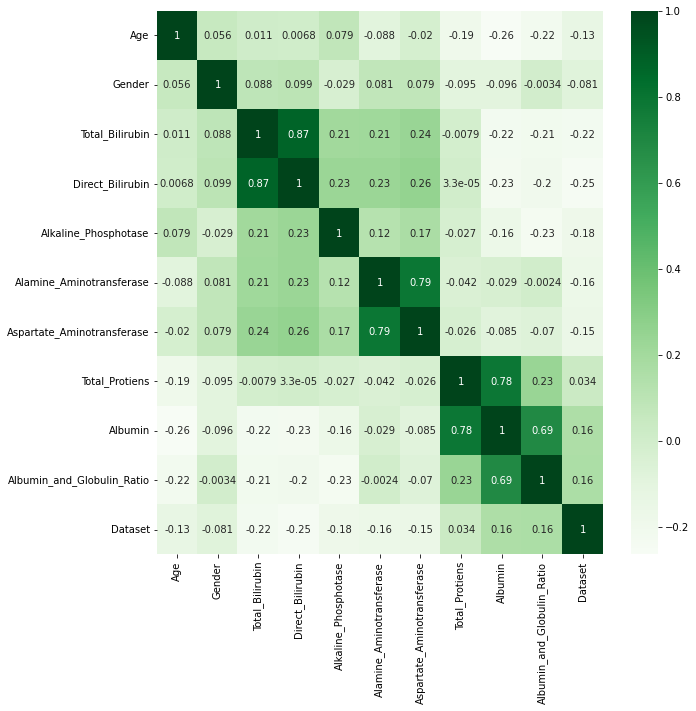 Age 1 0.056 0.011 0.0068 0.079 -0.088 -0.02 -0.19 -0.26 -0.22 -0.13
Gender 0.056 1 0.088 0.099 -0.029 0.081 0.079 -0.095 -0.096 -0.0034 -0.081
Total_Bilirubin 0.011 0.088 1 0.87 0.21 0.21 0.24 -0.0079 -0.22 -0.21 -0.22
Direct_Bilirubin 0.0068 0.099 0.87 1 0.23 0.23 0.26 3.3e-05 -0.23 -0.2 -0.25
Alkaline_Phosphotase 0.079 -0.029 0.21 0.23 1 0.12 0.17 -0.027 -0.16 -0.23 -0.18
Alamine_Aminotransferase -0.088 0.081 0.21 0.23 0.12 1 0.79 -0.042 -0.029 -0.0024 -0.16
Aspartate_Aminotransferase -0.02 0.079 0.24 0.26 0.17 0.79 1 -0.026 -0.085 -0.07 -0.15
Total_Protiens -0.19 -0.095 -0.0079 3.3e-05 -0.027 -0.042 -0.026 1 0.78 0.23 0.034
Albumin -0.26 -0.096 -0.22 -0.23 -0.16 -0.029 -0.085 0.78 1 0.69 0.16
Albumin_and_Globulin_Ratio -0.22 -0.0034 -0.21 -0.2 -0.23 -0.0024 -0.07 0.23 0.69 1 0.16
Dataset -0.13 -0.081 -0.22 -0.25 -0.18 -0.16 -0.15 0.034 0.16 0.16 1
Age
Gender
Total_Bilirubin
Direct_Bilirubin
Alkaline_Phosphotase
Alamine_Aminotransferase
Aspartate_Aminotransferase
Total_Protiens
Albumin
Albumin_and_Globulin_Ratio
Dataset
1.0
0.8
0.6
0.4
0.2
0.0
−0.2